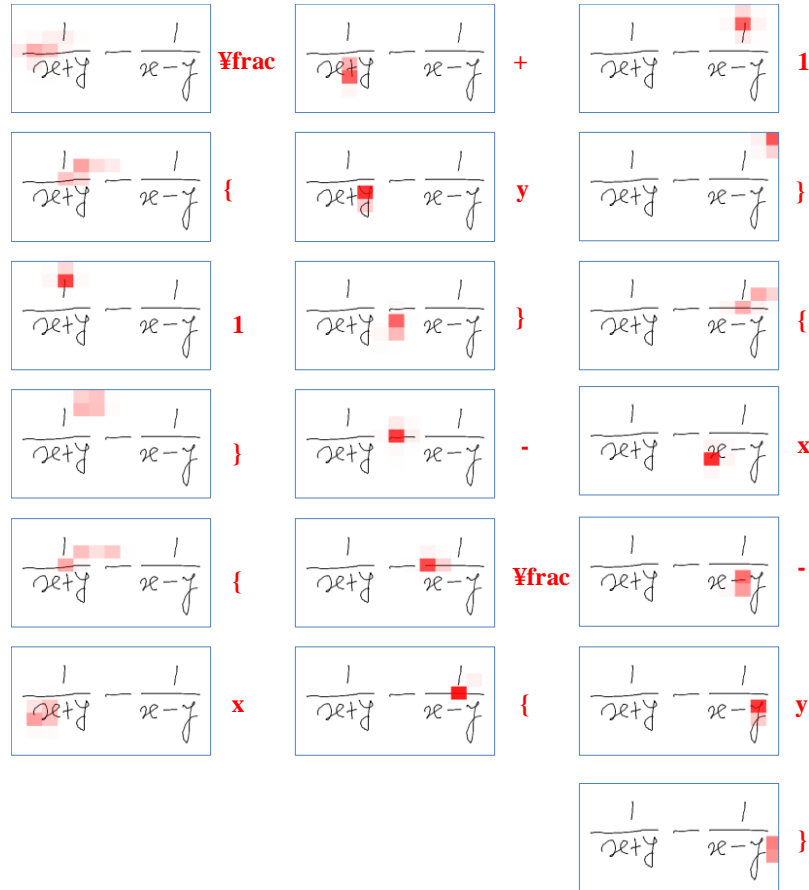 1 - 1
x+y x-y
¥frac
1 - 1
x+y x-y
{
1 - 1
x+y x-y
1
1 - 1
x+y x-y
}
1 - 1
x+y x-y
{
1 - 1
x+y x-y
x
1 - 1
x+y x-y
+
1 - 1
x+y x-y
y
1 - 1
x+y x-y
}
1 - 1
x+y x-y
-
1 - 1
x+y x-y
¥frac
1 - 1
x+y x-y
{
1 - 1
x+y x-y
1
1 - 1
x+y x-y
}
1 - 1
x+y x-y
{
1 - 1
x+y x-y
x
1 - 1
x+y x-y
-
1 - 1
x+y x-y
y
1 - 1
x+y x-y
}